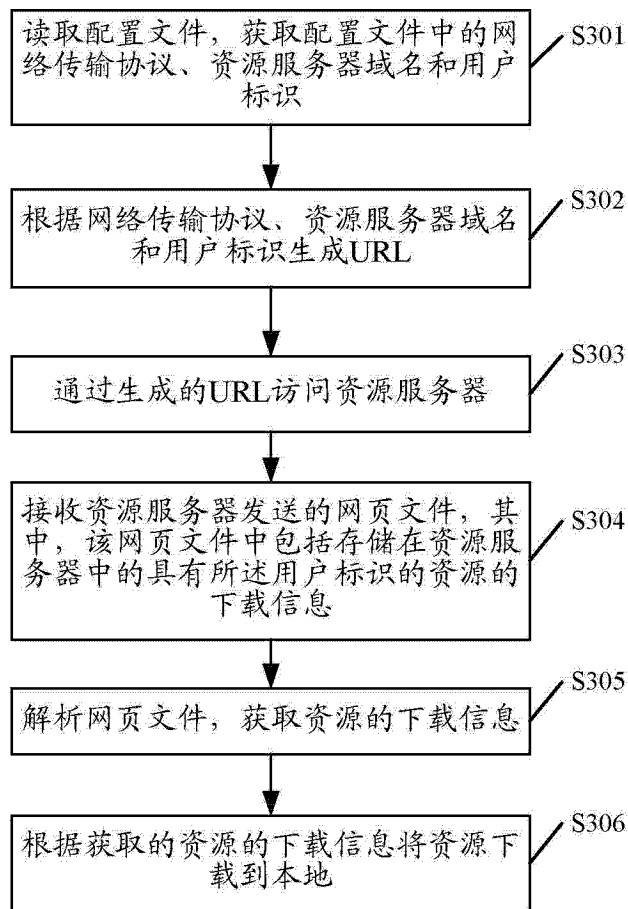 读取配置文件，获取配置文件中的网
络传输协议、资源服务器域名和用户
标识
S301
根据网络传输协议、资源服务器域名
和用户标识生成URL
S302
通过生成的URL访问资源服务器
S303
接收资源服务器发送的网页文件，其
中，该网页文件中包括存储在资源服
务器中的具有所述用户标识的资源的
下载信息
S304
解析网页文件，获取资源的下载信息
S305
根据获取的资源的下载信息将资源下
载到本地
S306